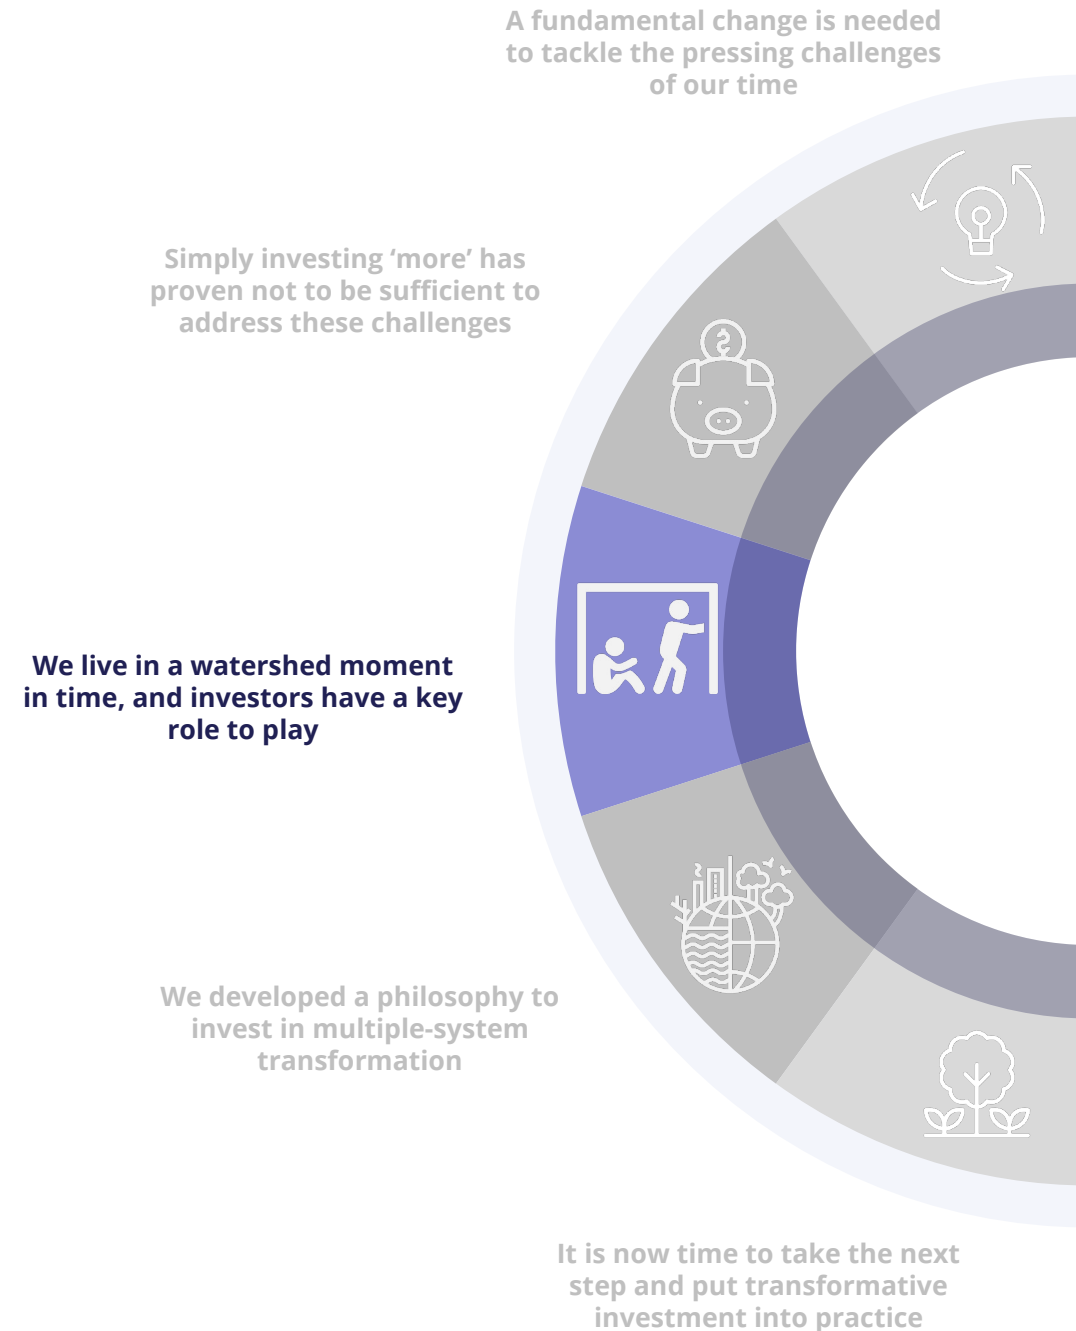 A fundamental change is needed
to tackle the pressing challenges
of our time
Simply investing ‘more’ has
proven not to be sufficient to
address these challenges
We live in a watershed moment
in time, and investors have a key
role to play
We developed a philosophy to
invest in multiple-system
transformation
It is now time to take the next
step and put transformative
investment into practice